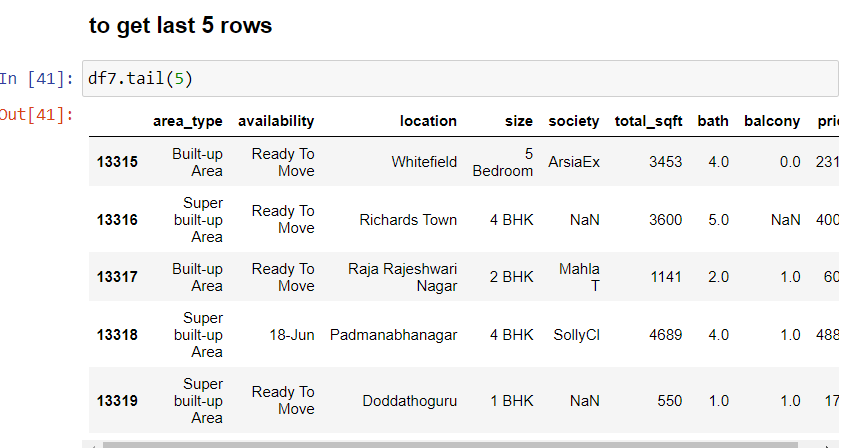 to get last 5 rows
In [41]: df7.tail(5)
Out[41]:
area_type availability location size society total_sqft bath balcony pric
13315 Built-up Area Ready To Move Whitefield 5 Bedroom ArsiaEx 3453 4.0 0.0 231
13316 Super built-up Area Ready To Move Richards Town 4 BHK NaN 3600 5.0 NaN 400
13317 Built-up Area Ready To Move Raja Rajeshwari Nagar 2 BHK Mahla T 1141 2.0 1.0 60
13318 Super built-up Area 18-Jun Padmanabhanagar 4 BHK SollyCl 4689 4.0 1.0 488
13319 Super built-up Area Ready To Move Doddathoguru 1 BHK NaN 550 1.0 1.0 17